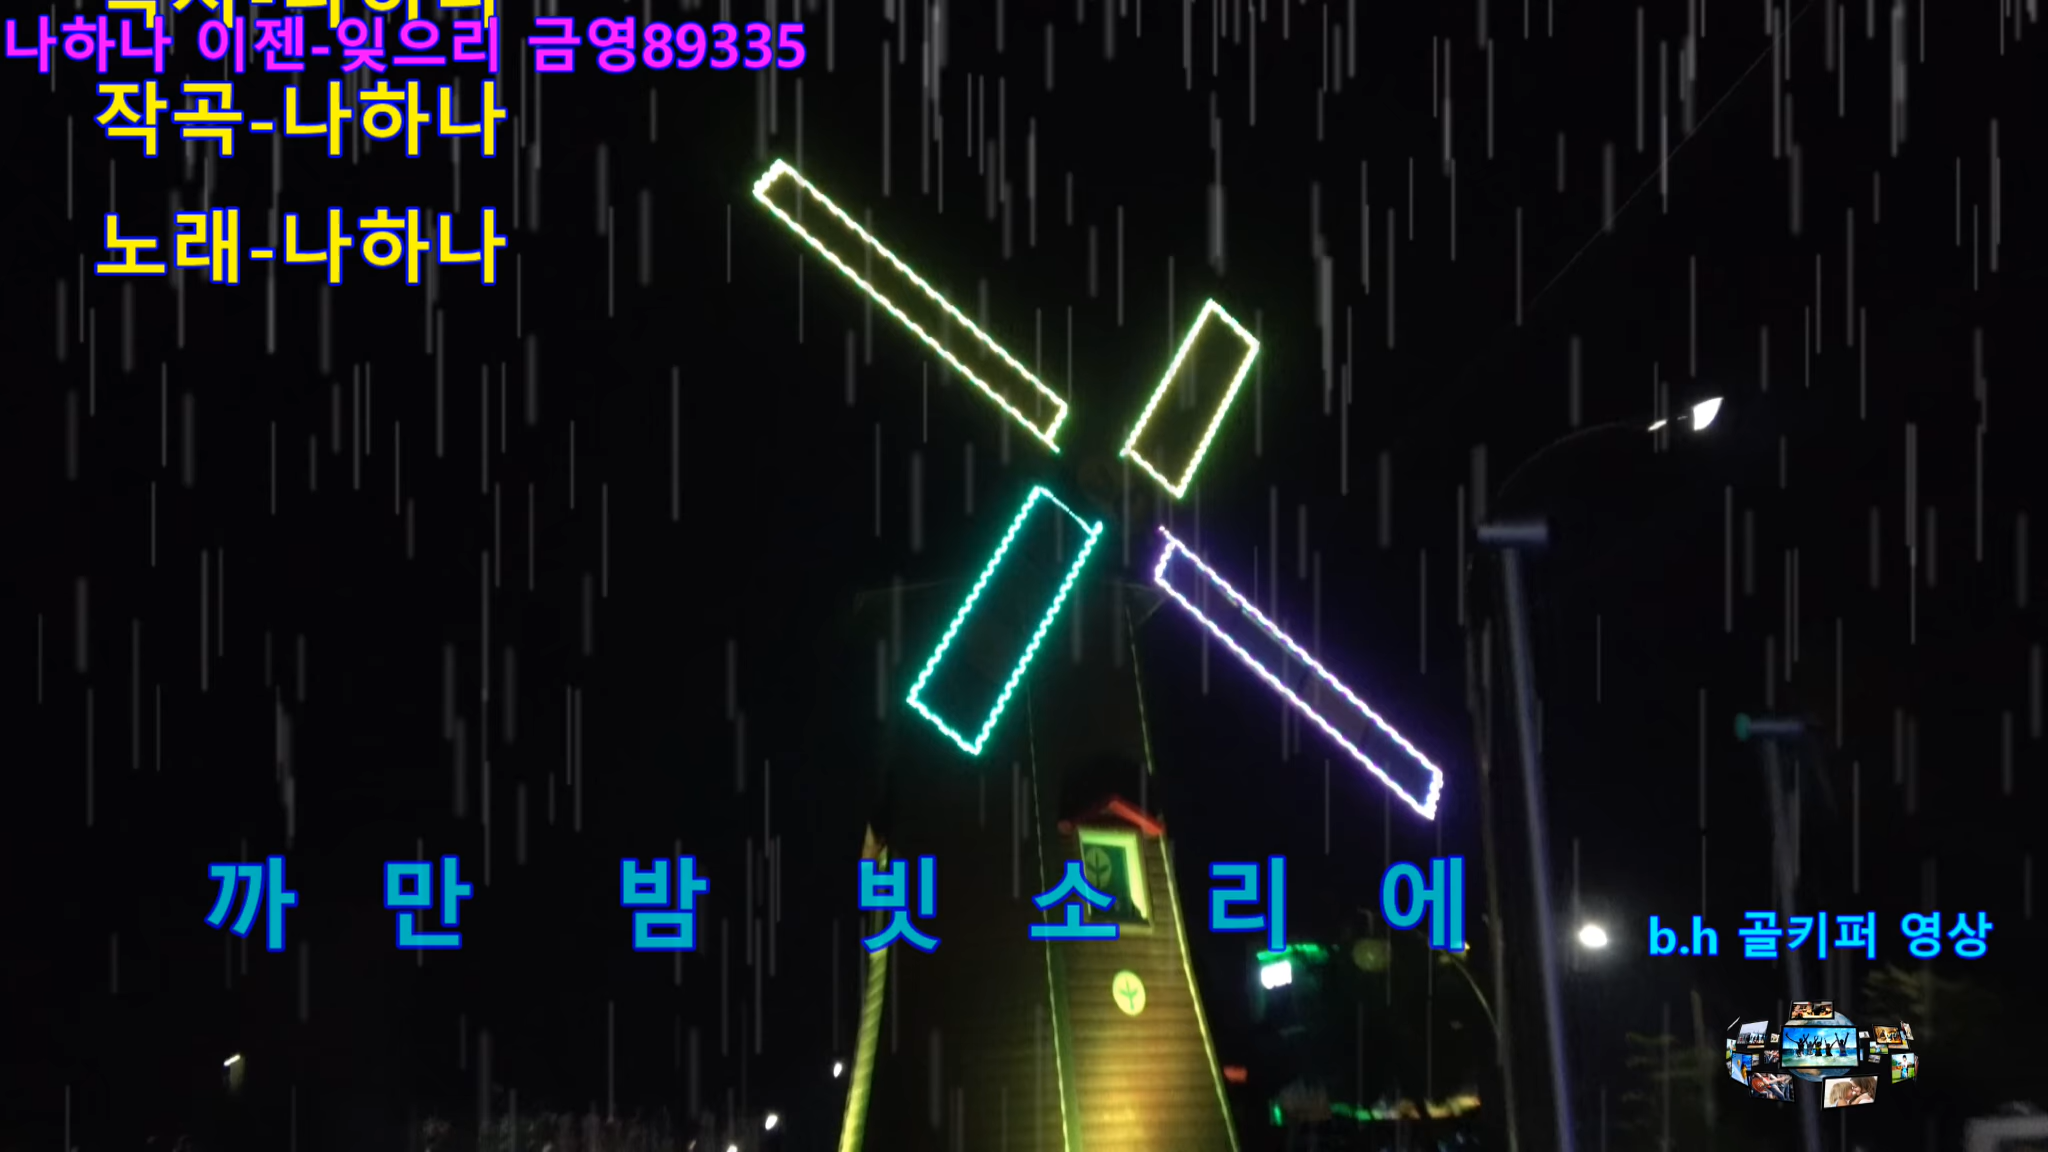 나하나 이젠-잊으리 금영89335
작곡-나하나
노래-나하나
까 만 밤 빗 소 리 에
b.h 골키퍼 영상